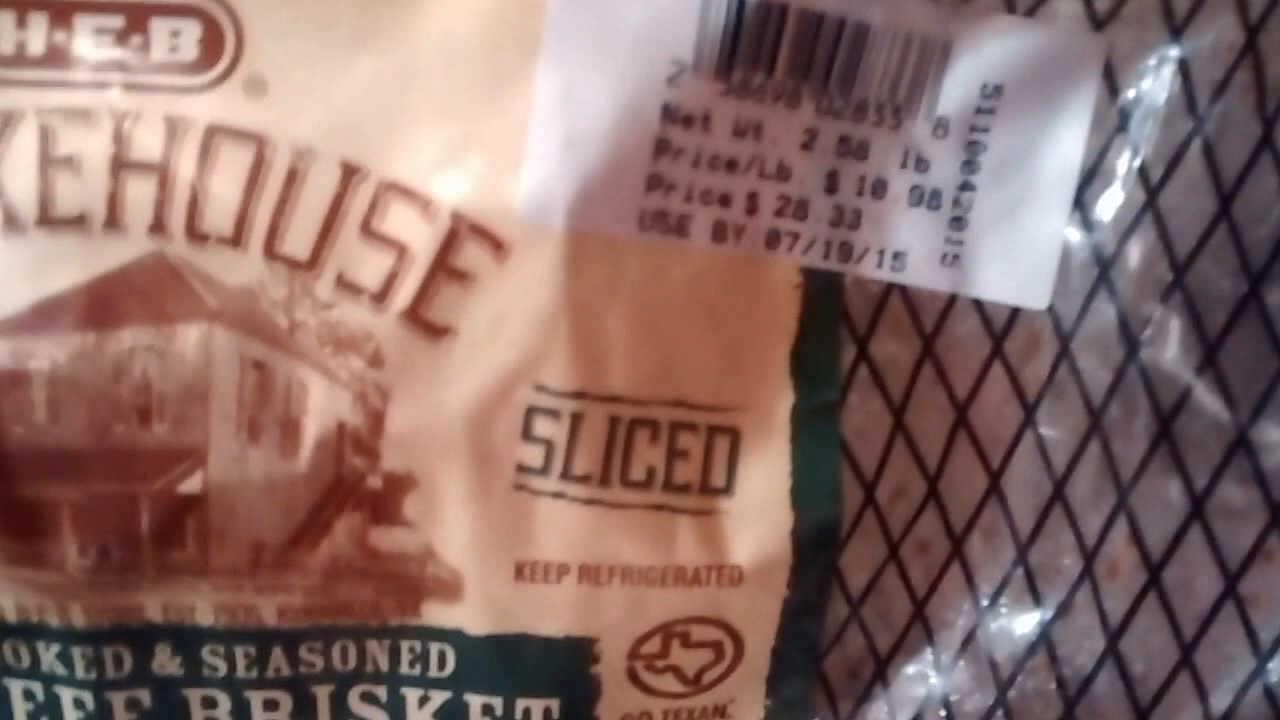 H-E-B
KEHOUSE
SLICED
KEEP REFRIGERATED
OKED & SEASONED
EEF BRISKET
GO TEXAN.
8
Net Wt. 2.58 lb
Price/Lb. $ 10.98
Price $ 28.33
USE BY 07/19/15